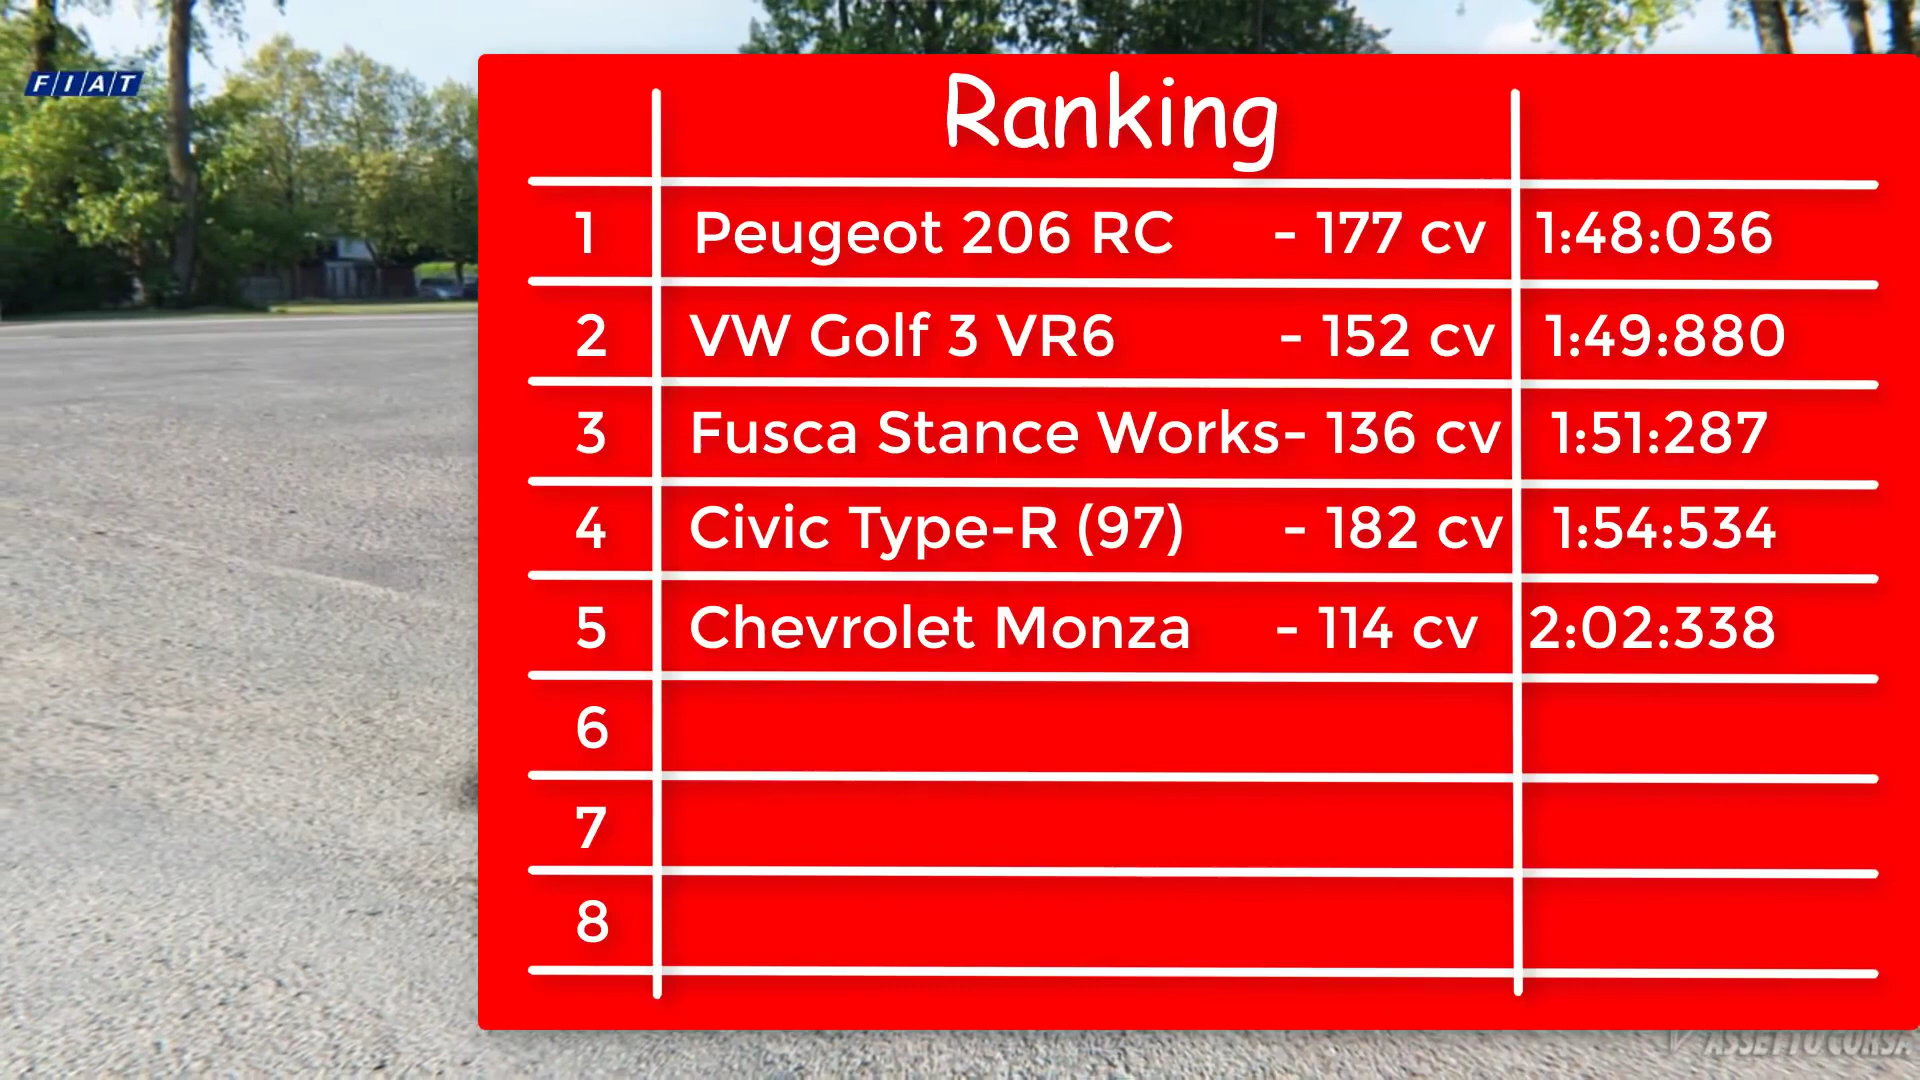 FIAT
Ranking
1 Peugeot 206 RC - 177 cv 1:48:036
2 VW Golf 3 VR6 - 152 cv 1:49:880
3 Fusca Stance Works- 136 cv 1:51:287
4 Civic Type-R (97) - 182 cv 1:54:534
5 Chevrolet Monza - 114 cv 2:02:338
6
7
8
ASSETTO CORSA